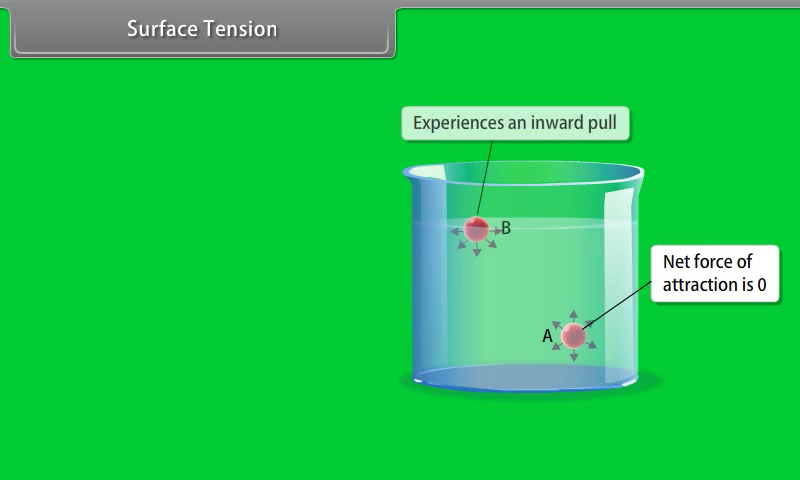 Surface Tension
Experiences an inward pull
B
Net force of
attraction is 0
A